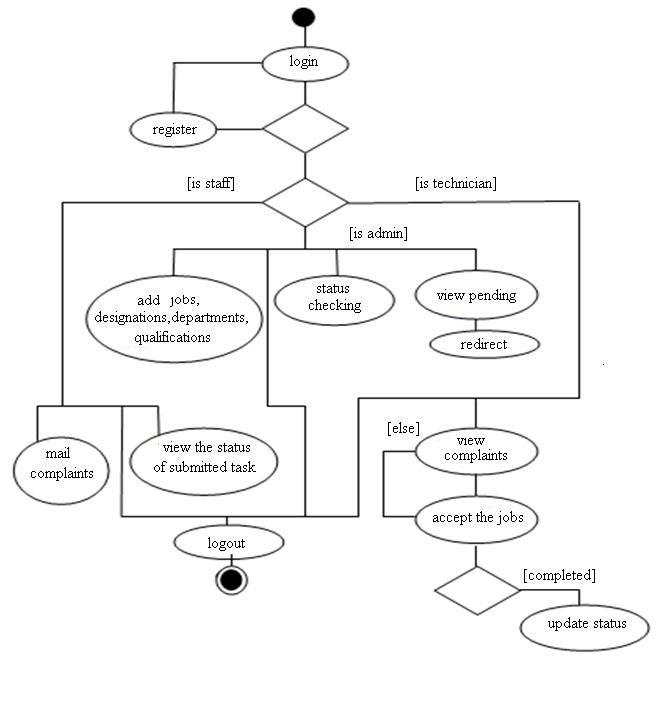 login
register
[is staff]
[is technician]
[is admin]
add jobs,
designations,departments,
qualifications
status
checking
view pending
redirect
[else]
view
complaints
mail
complaints
view the status
of submitted task
accept the jobs
logout
[completed]
update status